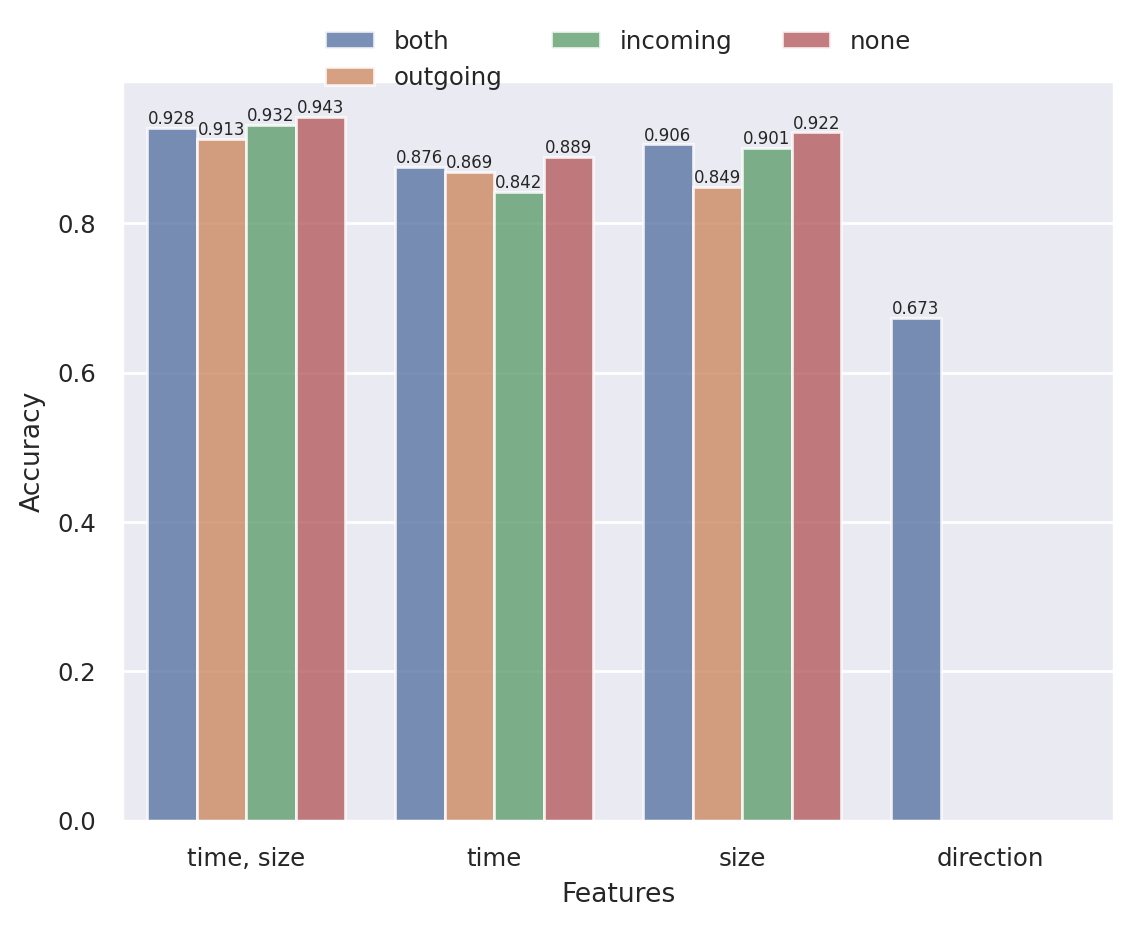 both incoming none
outgoing
0.928 0.913 0.932 0.943 0.876 0.869 0.842 0.889 0.906 0.849 0.901 0.922 0.673
0.8
0.6
0.4
0.2
0.0
Accuracy
time, size time size direction
Features